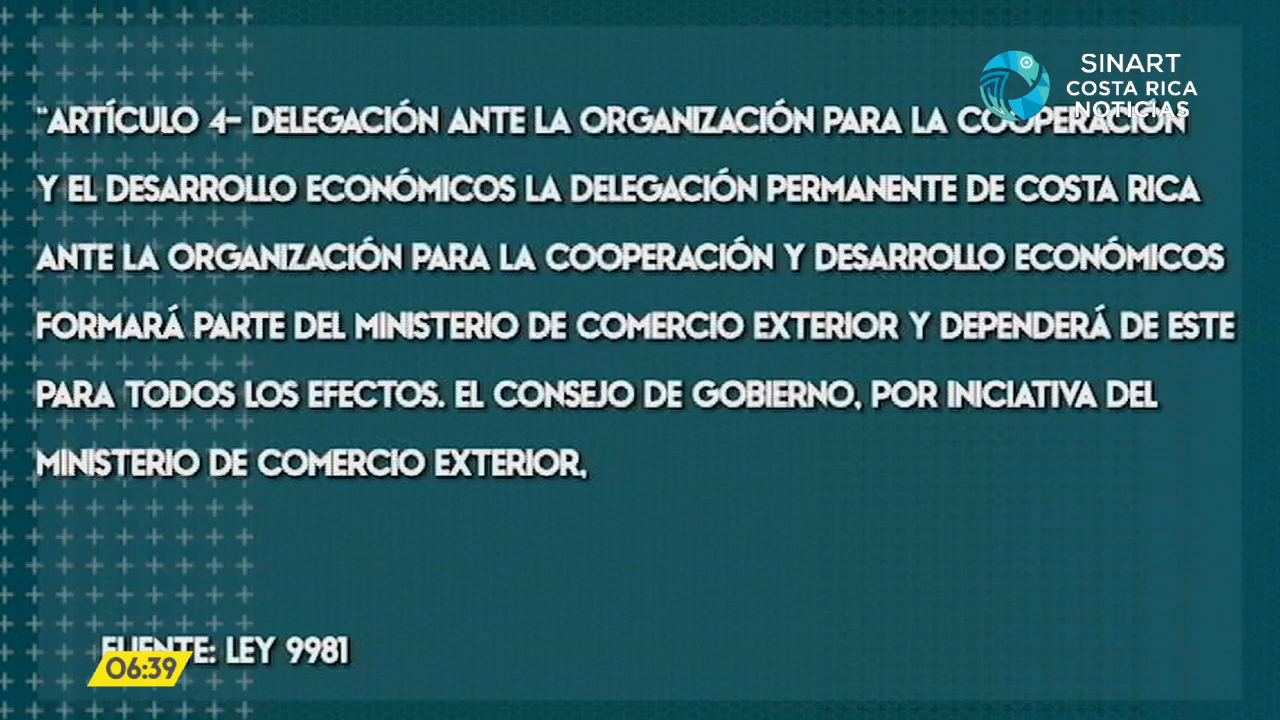 SINART
COSTA RICA
NOTICIAS
“ARTÍCULO 4- DELEGACIÓN ANTE LA ORGANIZACIÓN PARA LA COOPERACIÓN
Y EL DESARROLLO ECONÓMICOS LA DELEGACIÓN PERMANENTE DE COSTA RICA
ANTE LA ORGANIZACIÓN PARA LA COOPERACIÓN Y DESARROLLO ECONÓMICOS
FORMARÁ PARTE DEL MINISTERIO DE COMERCIO EXTERIOR Y DEPENDERÁ DE ESTE
PARA TODOS LOS EFECTOS. EL CONSEJO DE GOBIERNO, POR INICIATIVA DEL
MINISTERIO DE COMERCIO EXTERIOR,
FUENTE: LEY 9981
06:39